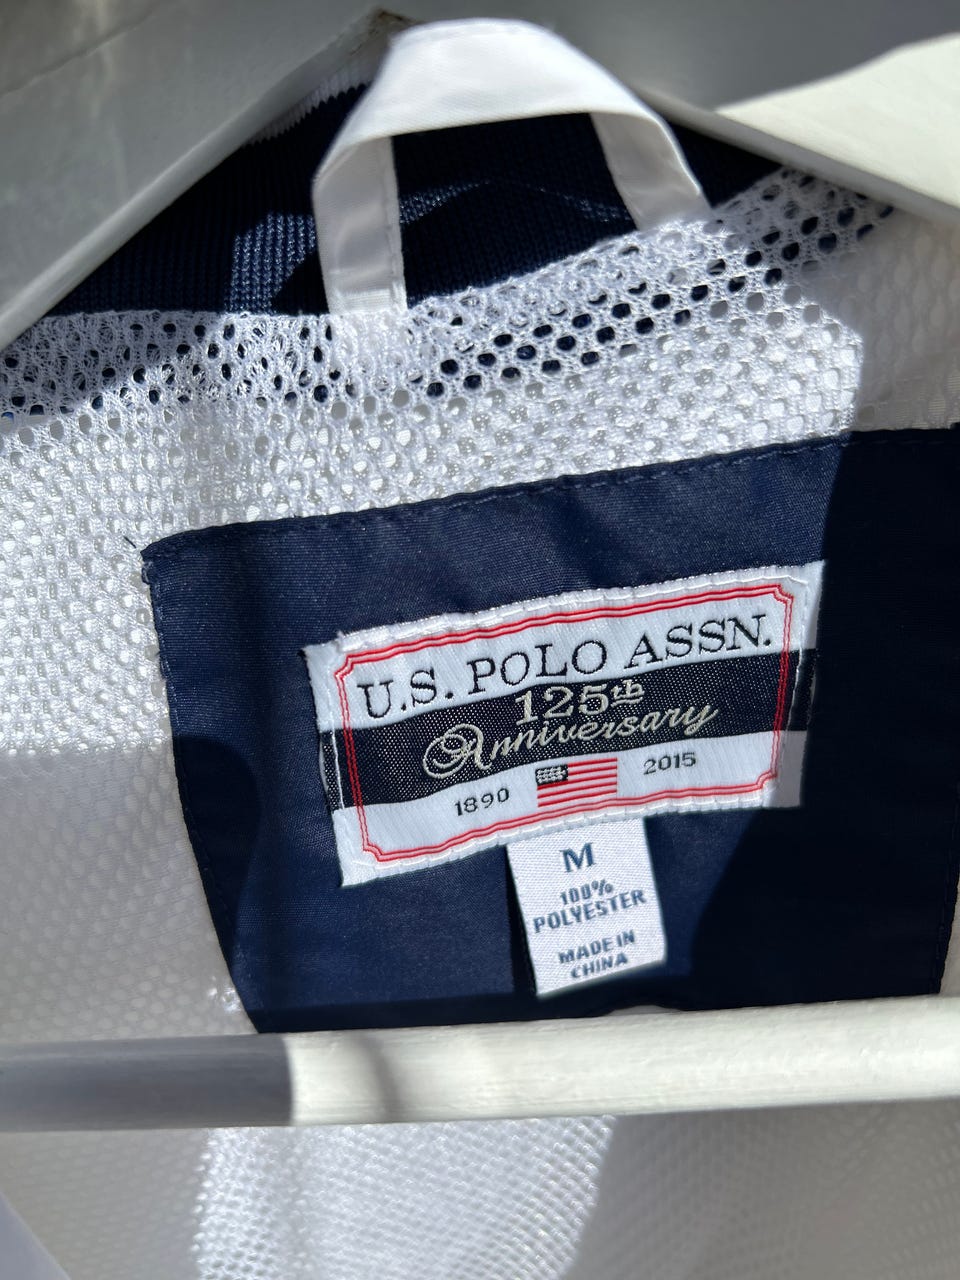 U.S. POLO ASSN.
125th
Anniversary
1890 2015
M
100%
POLYESTER
MADE IN
CHINA